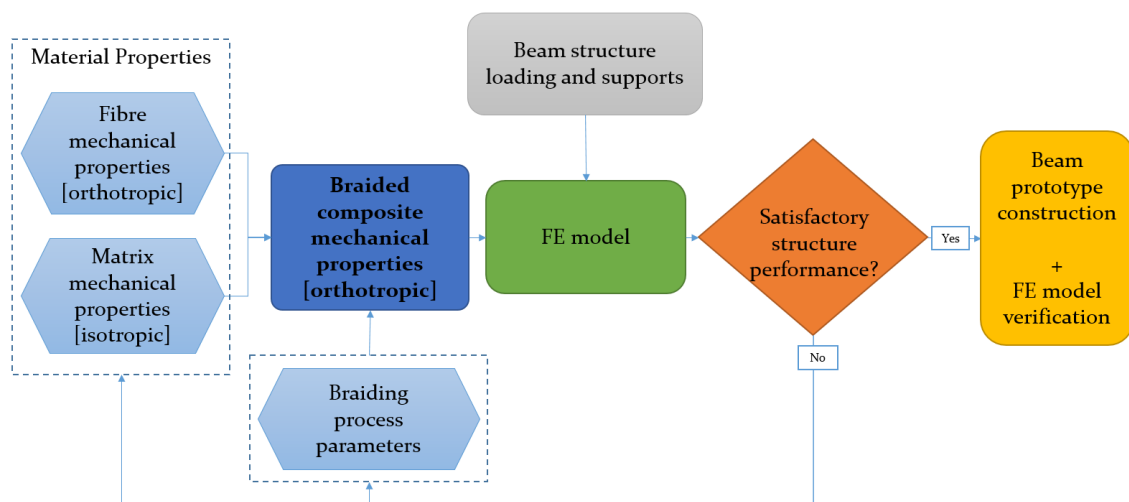 Material Properties
Fibre
mechanical
properties
[orthotropic]
Matrix
mechanical
properties
[isotropic]
Braided
composite
mechanical
properties
[orthotropic]
Braiding
process
parameters
Beam structure
loading and supports
FE model
Satisfactory
structure
performance?
Yes
No
Beam
prototype
construction
+
FE model
verification